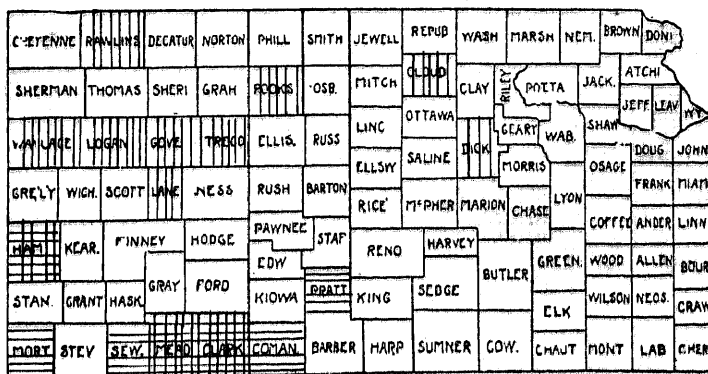 CHEYENNE RAWLINS DECATUR NORTON PHILL SMITH JEWELL REPUB WASH MARSH NEM. BROWN DONI
SHERMAN THOMAS SHERI GRAH ROOKS OSB. MITCH CLOUD CLAY RILEY POTTA JACK. ATCHI
JEFF. LEAV WY
WALLACE LOGAN GOVE TREGO ELLIS. RUSS LINC OTTAWA DICK GEARY WAB. SHAW DOUG JOHN
GRELY WICH. SCOTT LANE NESS RUSH BARTON ELLSW SALINE MORRIS OSAGE FRANK MIAM
RICE McPHER MARION CHASE LYON COFFEE ANDER LINN
HAM KEAR. FINNEY HODGE PAWNEE STAF RENO HARVEY
EDW
STAN. GRANT HASK. GRAY FORD KIOWA PRATT KING SEDGE BUTLER GREEN. WOOD ALLEN BOUR
ELK WILSON NEOS. CRAW
MORT STEV SEW. MEAD CLARK COMAN. BARBER HARP SUMNER COW. CHAUT MONT LAB CHER